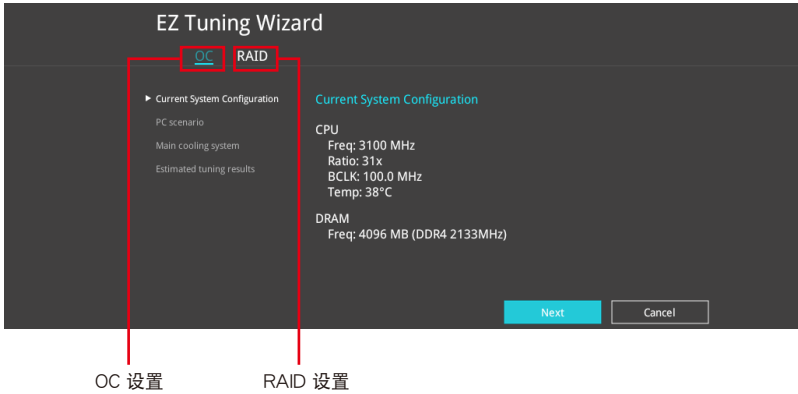 EZ Tuning Wizard
OC RAID
Current System Configuration
PC scenario
Main cooling system
Estimated tuning results
Current System Configuration
CPU
Freq: 3100 MHz
Ratio: 31x
BCLK: 100.0 MHz
Temp: 38°C
DRAM
Freq: 4096 MB (DDR4 2133MHz)
Next Cancel
OC 设置 RAID 设置